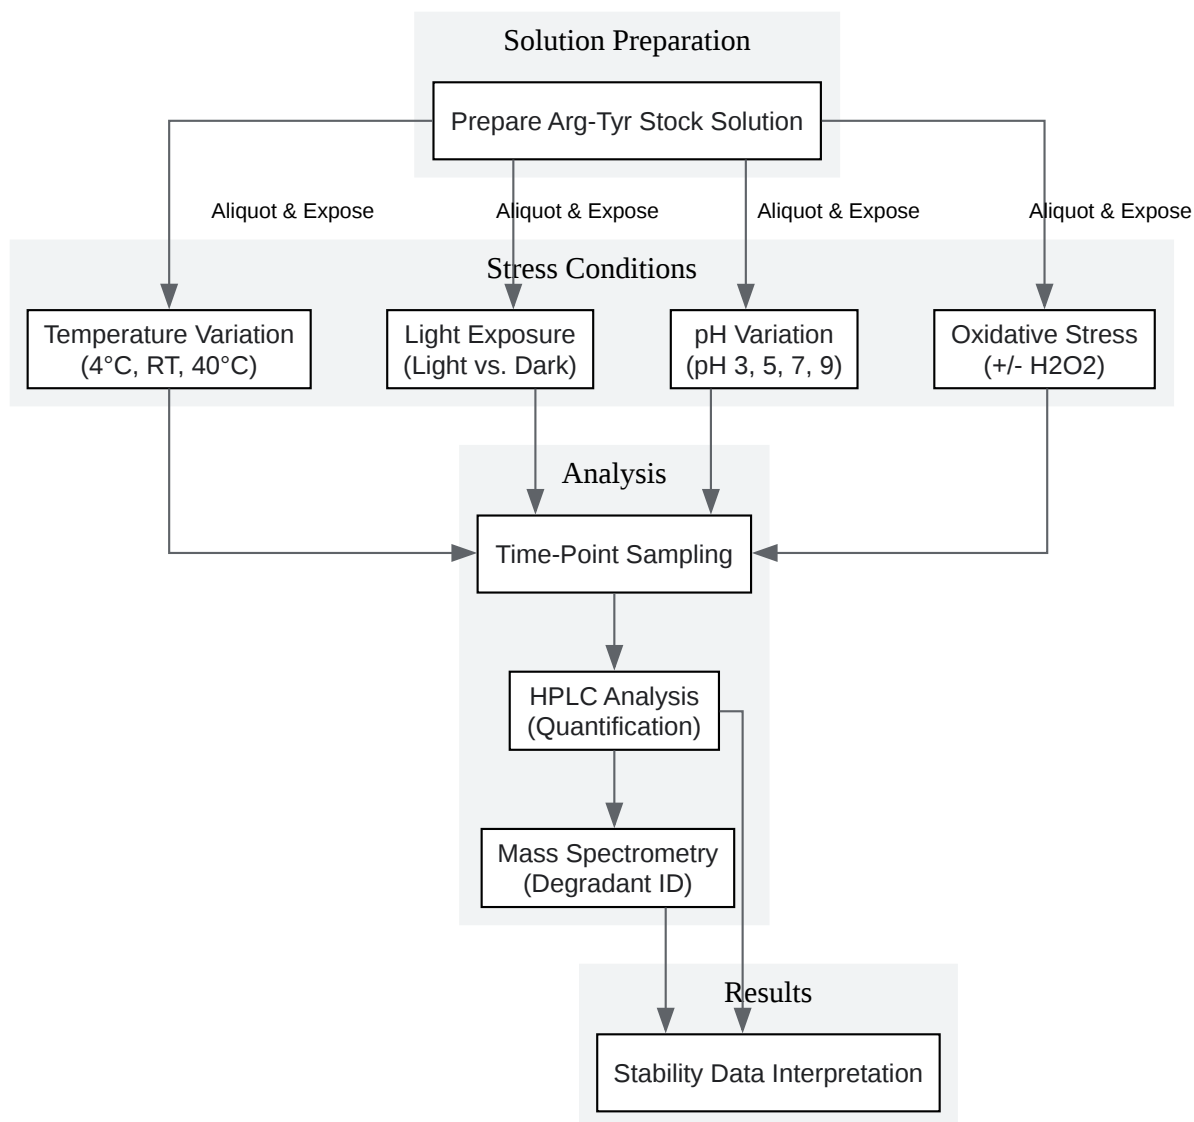 Solution Preparation
Prepare Arg-Tyr Stock Solution
Aliquot & Expose
Aliquot & Expose
Aliquot & Expose
Aliquot & Expose
Stress Conditions
Temperature Variation
(4°C, RT, 40°C)
Light Exposure
(Light vs. Dark)
pH Variation
(pH 3, 5, 7, 9)
Oxidative Stress
(+/- H2O2)
Analysis
Time-Point Sampling
HPLC Analysis
(Quantification)
Mass Spectrometry
(Degradant ID)
Results
Stability Data Interpretation